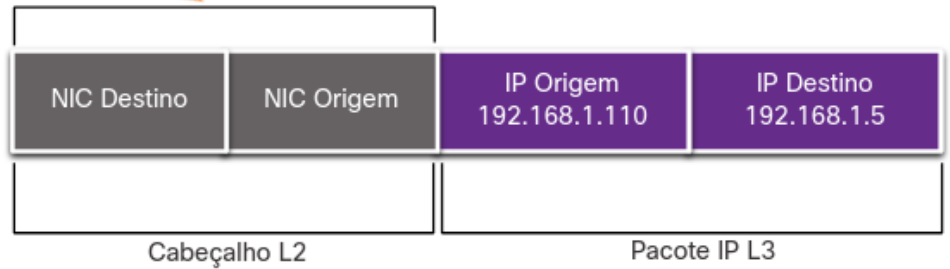 NIC Destino
NIC Origem
IP Origem
192.168.1.110
IP Destino
192.168.1.5
Cabeçalho L2
Pacote IP L3